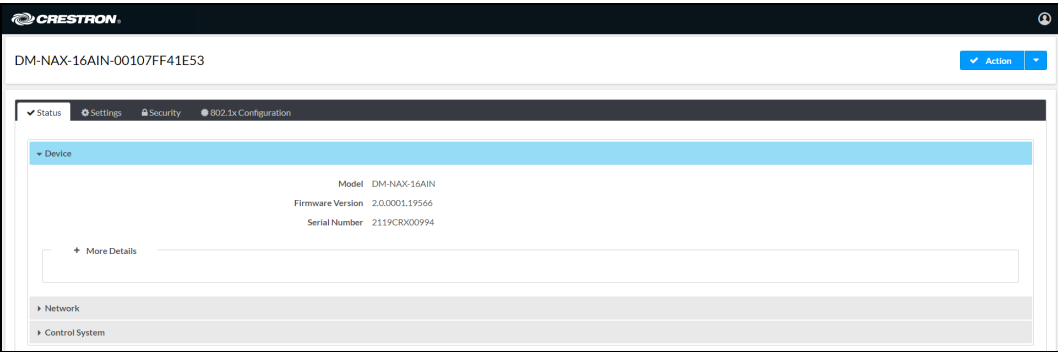 CRESTRON.
DM-NAX-16AIN-00107FF41E53
Action
Status Settings Security 802.1x Configuration
Device
Model DM-NAX-16AIN
Firmware Version 2.0.0001.19566
Serial Number 2119CRX00994
+ More Details
Network
Control System